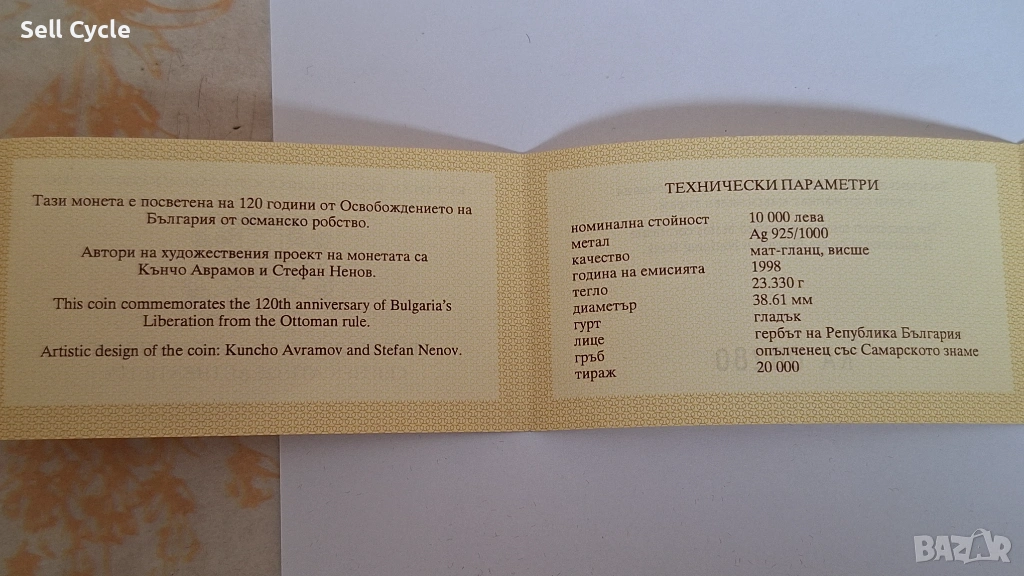 Sell Cycle
Тази монета е посветена на 120 години от Освобождението на
България от османско робство.
Автори на художествения проект на монетата са
Кънчо Аврамов и Стефан Ненов.
This coin commemorates the 120th anniversary of Bulgaria's
Liberation from the Ottoman rule.
Artistic design of the coin: Kuncho Avramov and Stefan Nenov.
ТЕХНИЧЕСКИ ПАРАМЕТРИ
номинална стойност 10 000 лева
метал Ag 925/1000
качество мат-гланц, висше
година на емисията 1998
тегло 23.330 г
диаметър 38.61 мм
гурт гладък
лице гербът на Република България
гръб опълченец със Самарското знаме
тираж 20 000
BAZAR